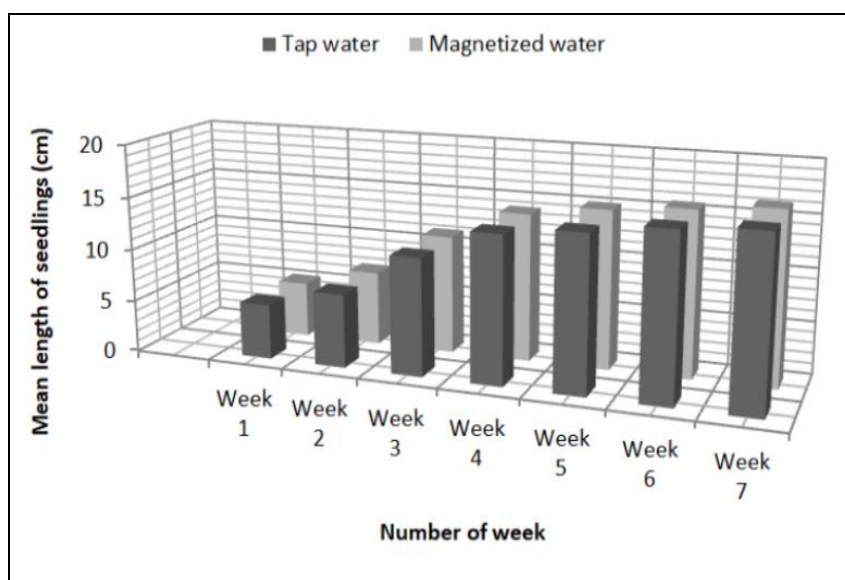 Tap water Magnetized water
Mean length of seedlings (cm)
20
15
10
5
0
Week
1
Week
2
Week
3
Week
4
Week
5
Week
6
Week
7
Number of week